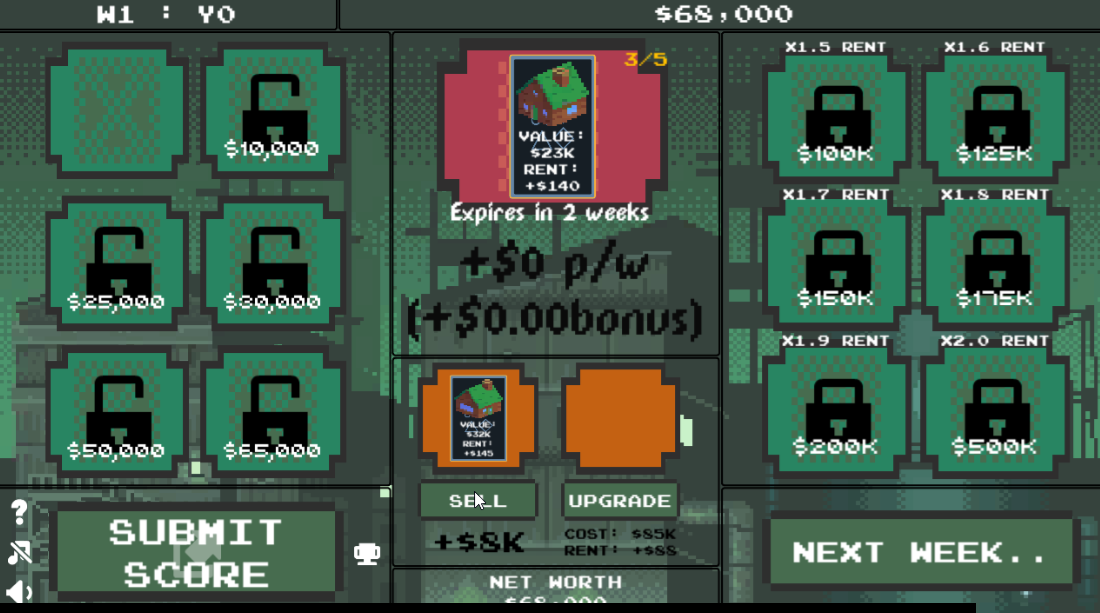 W1 : Y0
$68,000
$10,000
$25,000
$30,000
$50,000
$65,000
3/5
VALUE:
$23K
RENT:
+$140
Expires in 2 weeks
+$0 p/w
(+$0.00bonus)
VALUE:
$32K
RENT:
+$145
SELL
+$8K
UPGRADE
COST: $85K
RENT: +$88
NET WORTH
$68,000
X1.5 RENT
$100K
X1.6 RENT
$125K
X1.7 RENT
$150K
X1.8 RENT
$175K
X1.9 RENT
$200K
X2.0 RENT
$500K
?
SUBMIT
SCORE
NEXT WEEK..